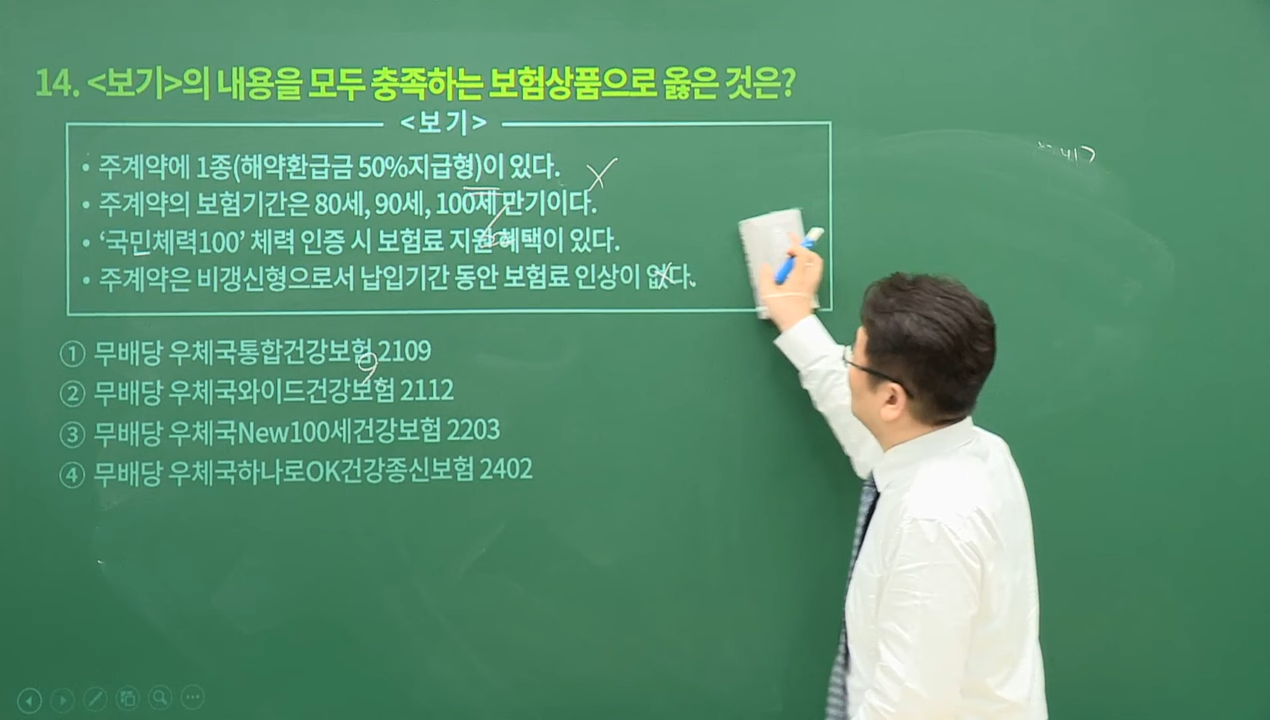 14. <보기>의 내용을 모두 충족하는 보험상품으로 옳은 것은?
<보기>
• 주계약에 1종(해약환급금 50%지급형)이 있다.
• 주계약의 보험기간은 80세, 90세, 100세 만기이다.
• ‘국민체력100’ 체력 인증 시 보험료 지원 혜택이 있다.
• 주계약은 비갱신형으로서 납입기간 동안 보험료 인상이 없다.
① 무배당 우체국통합건강보험 2109
② 무배당 우체국와이드건강보험 2112
③ 무배당 우체국New100세건강보험 2203
④ 무배당 우체국하나로OK건강종신보험 2402